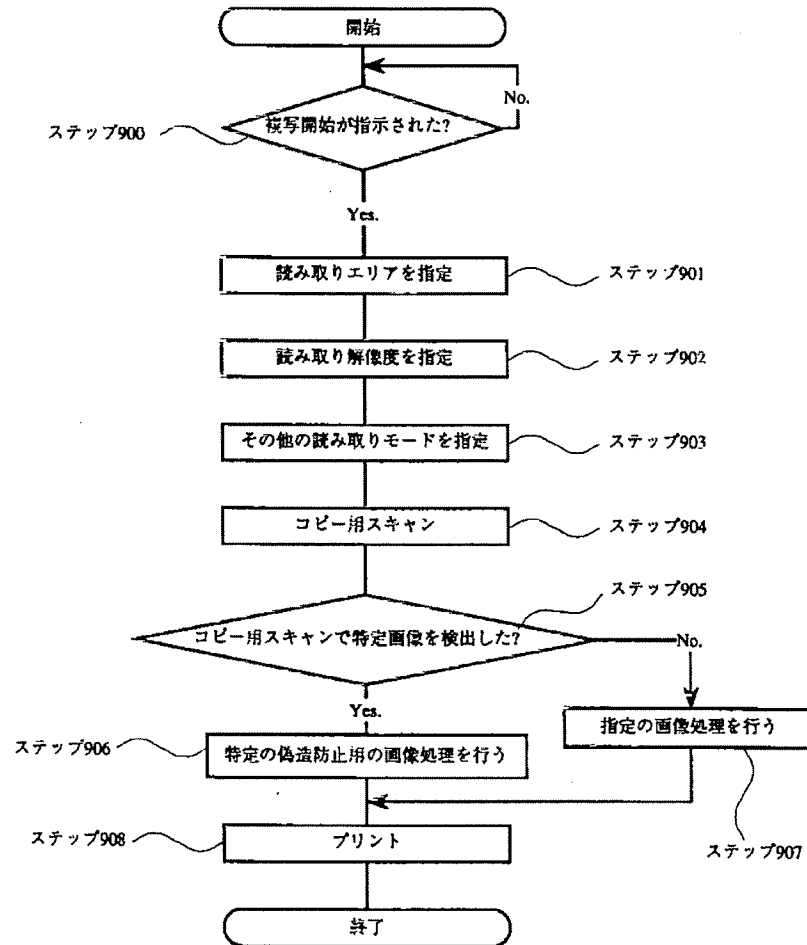 開始
No.
複写開始が指示された?
ステップ900
Yes.
読み取りエリアを指定
ステップ901
読み取り解像度を指定
ステップ902
その他の読み取りモードを指定
ステップ903
コピー用スキャン
ステップ904
ステップ905
コピー用スキャンで特定画像を検出した?
No.
Yes.
指定の画像処理を行う
ステップ906
特定の偽造防止用の画像処理を行う
ステップ907
ステップ908
プリント
終了